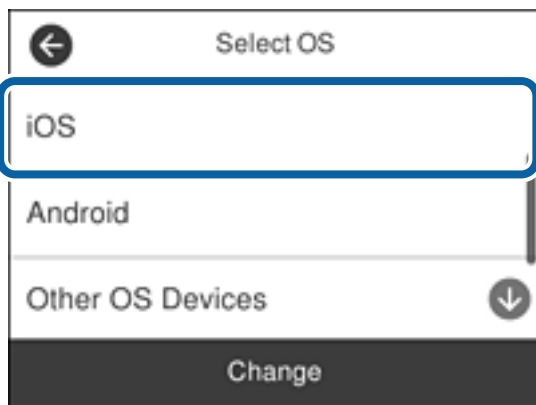 Select OS
iOS
Android
Other OS Devices
Change